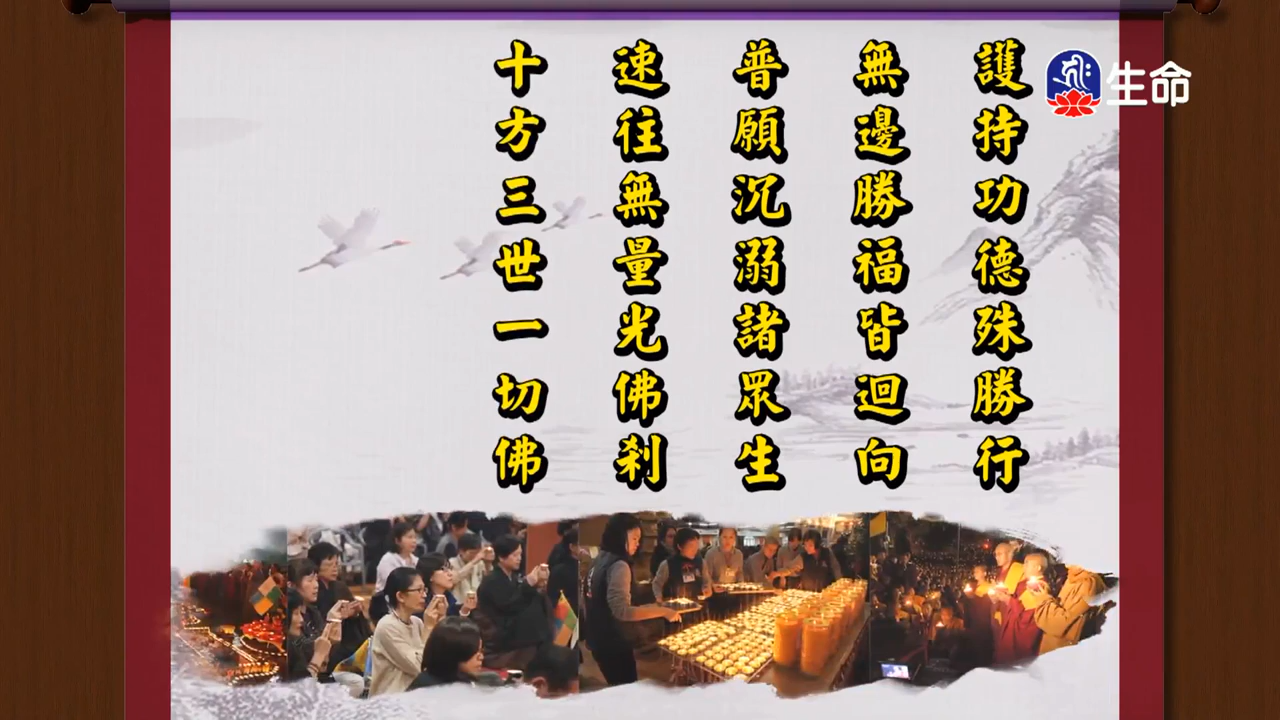 護持功德殊勝行
無邊勝福皆迴向
普願沉溺諸眾生
速往無量光佛剎
十方三世一切佛
生命